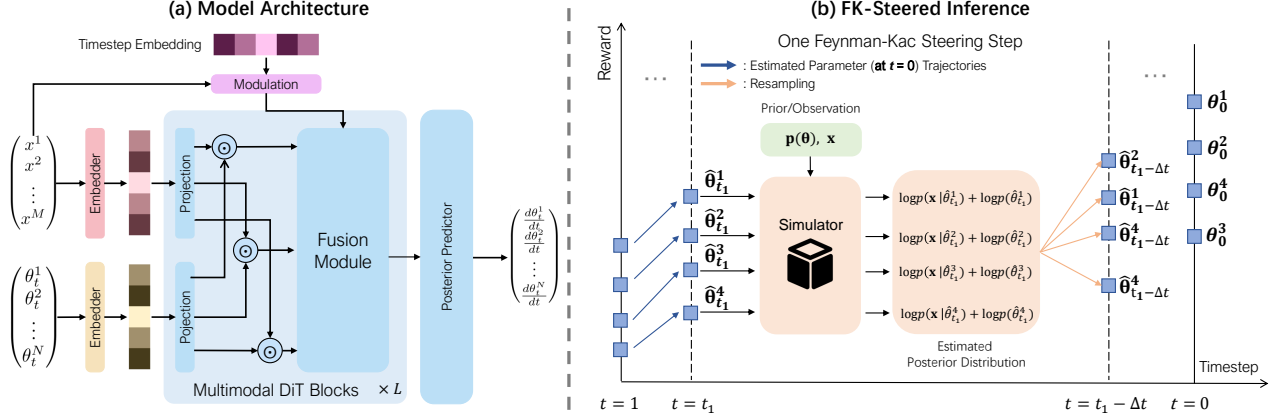 (a) Model Architecture
Timestep Embedding
Modulation
x^1
x^2
⋮
x^M
Embedder
Projection
θ_t^1
θ_t^2
⋮
θ_t^N
Embedder
Pojection
Fusion
Module
Multimodal DiT Blocks × L
Posterior Predictor
dθ_t^1/dt
dθ_t^2/dt
⋮
dθ_t^N/dt
(b) FK-Steered Inference
Reward
One Feynman-Kac Steering Step
: Estimated Parameter (at t = 0) Trajectories
: Resampling
...
...
Prior/Observation
p(θ), x
θ̂_{t_1}^1
θ̂_{t_1}^2
θ̂_{t_1}^3
θ̂_{t_1}^4
Simulator
logp(x |θ̂_{t_1}^1) + logp(θ̂_{t_1}^1)
logp(x |θ̂_{t_1}^2) + logp(θ̂_{t_1}^2)
logp(x |θ̂_{t_1}^3) + logp(θ̂_{t_1}^3)
logp(x |θ̂_{t_1}^4) + logp(θ̂_{t_1}^4)
Estimated
Posterior Distribution
θ̂_{t_1−Δt}^2
θ̂_{t_1−Δt}^1
θ̂_{t_1−Δt}^4
θ̂_{t_1−Δt}^4
θ_0^1
θ_0^2
θ_0^4
θ_0^3
Timestep
t = 1
t = t_1
t = t_1 − Δt
t = 0